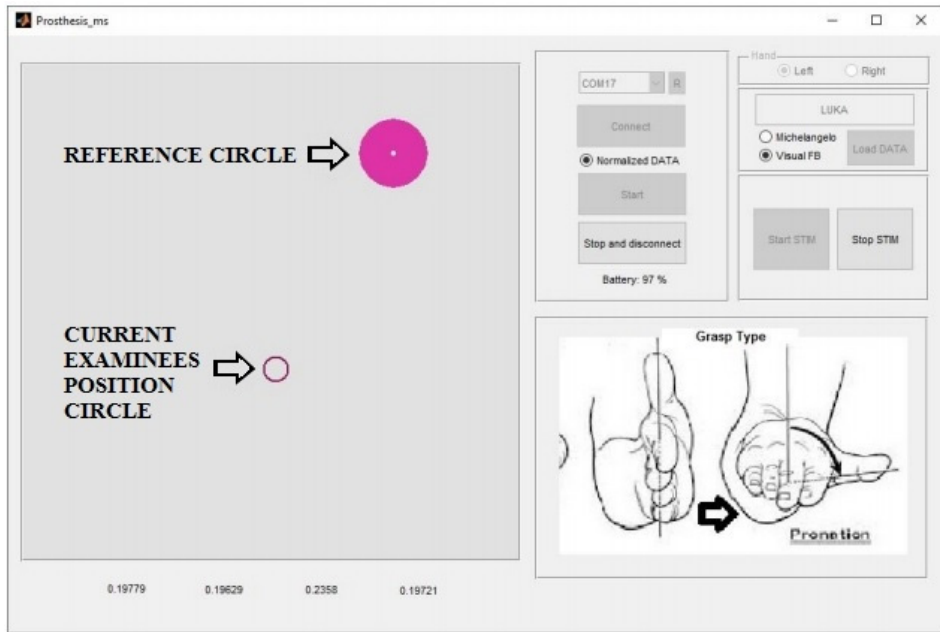 Prosthesis_ms
REFERENCE CIRCLE
CURRENT
EXAMINEES
POSITION
CIRCLE
0.19779 0.19629 0.2358 0.19721
COM17 R
Connect
Normalized DATA
Start
Stop and disconnect
Battery: 97 %
Hand
Left Right
LUKA
Michelangelo
Visual FB
Load DATA
Start STIM Stop STIM
Grasp Type
Pronation